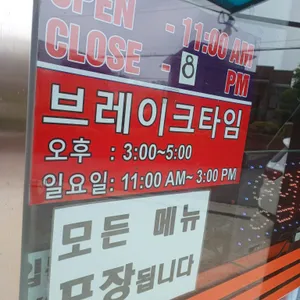 OPEN - 11:00 AM
CLOSE - 8 PM
브레이크타임
오후 : 3:00~5:00
일요일: 11:00 AM~ 3:00 PM
모든 메뉴
포장됩니다